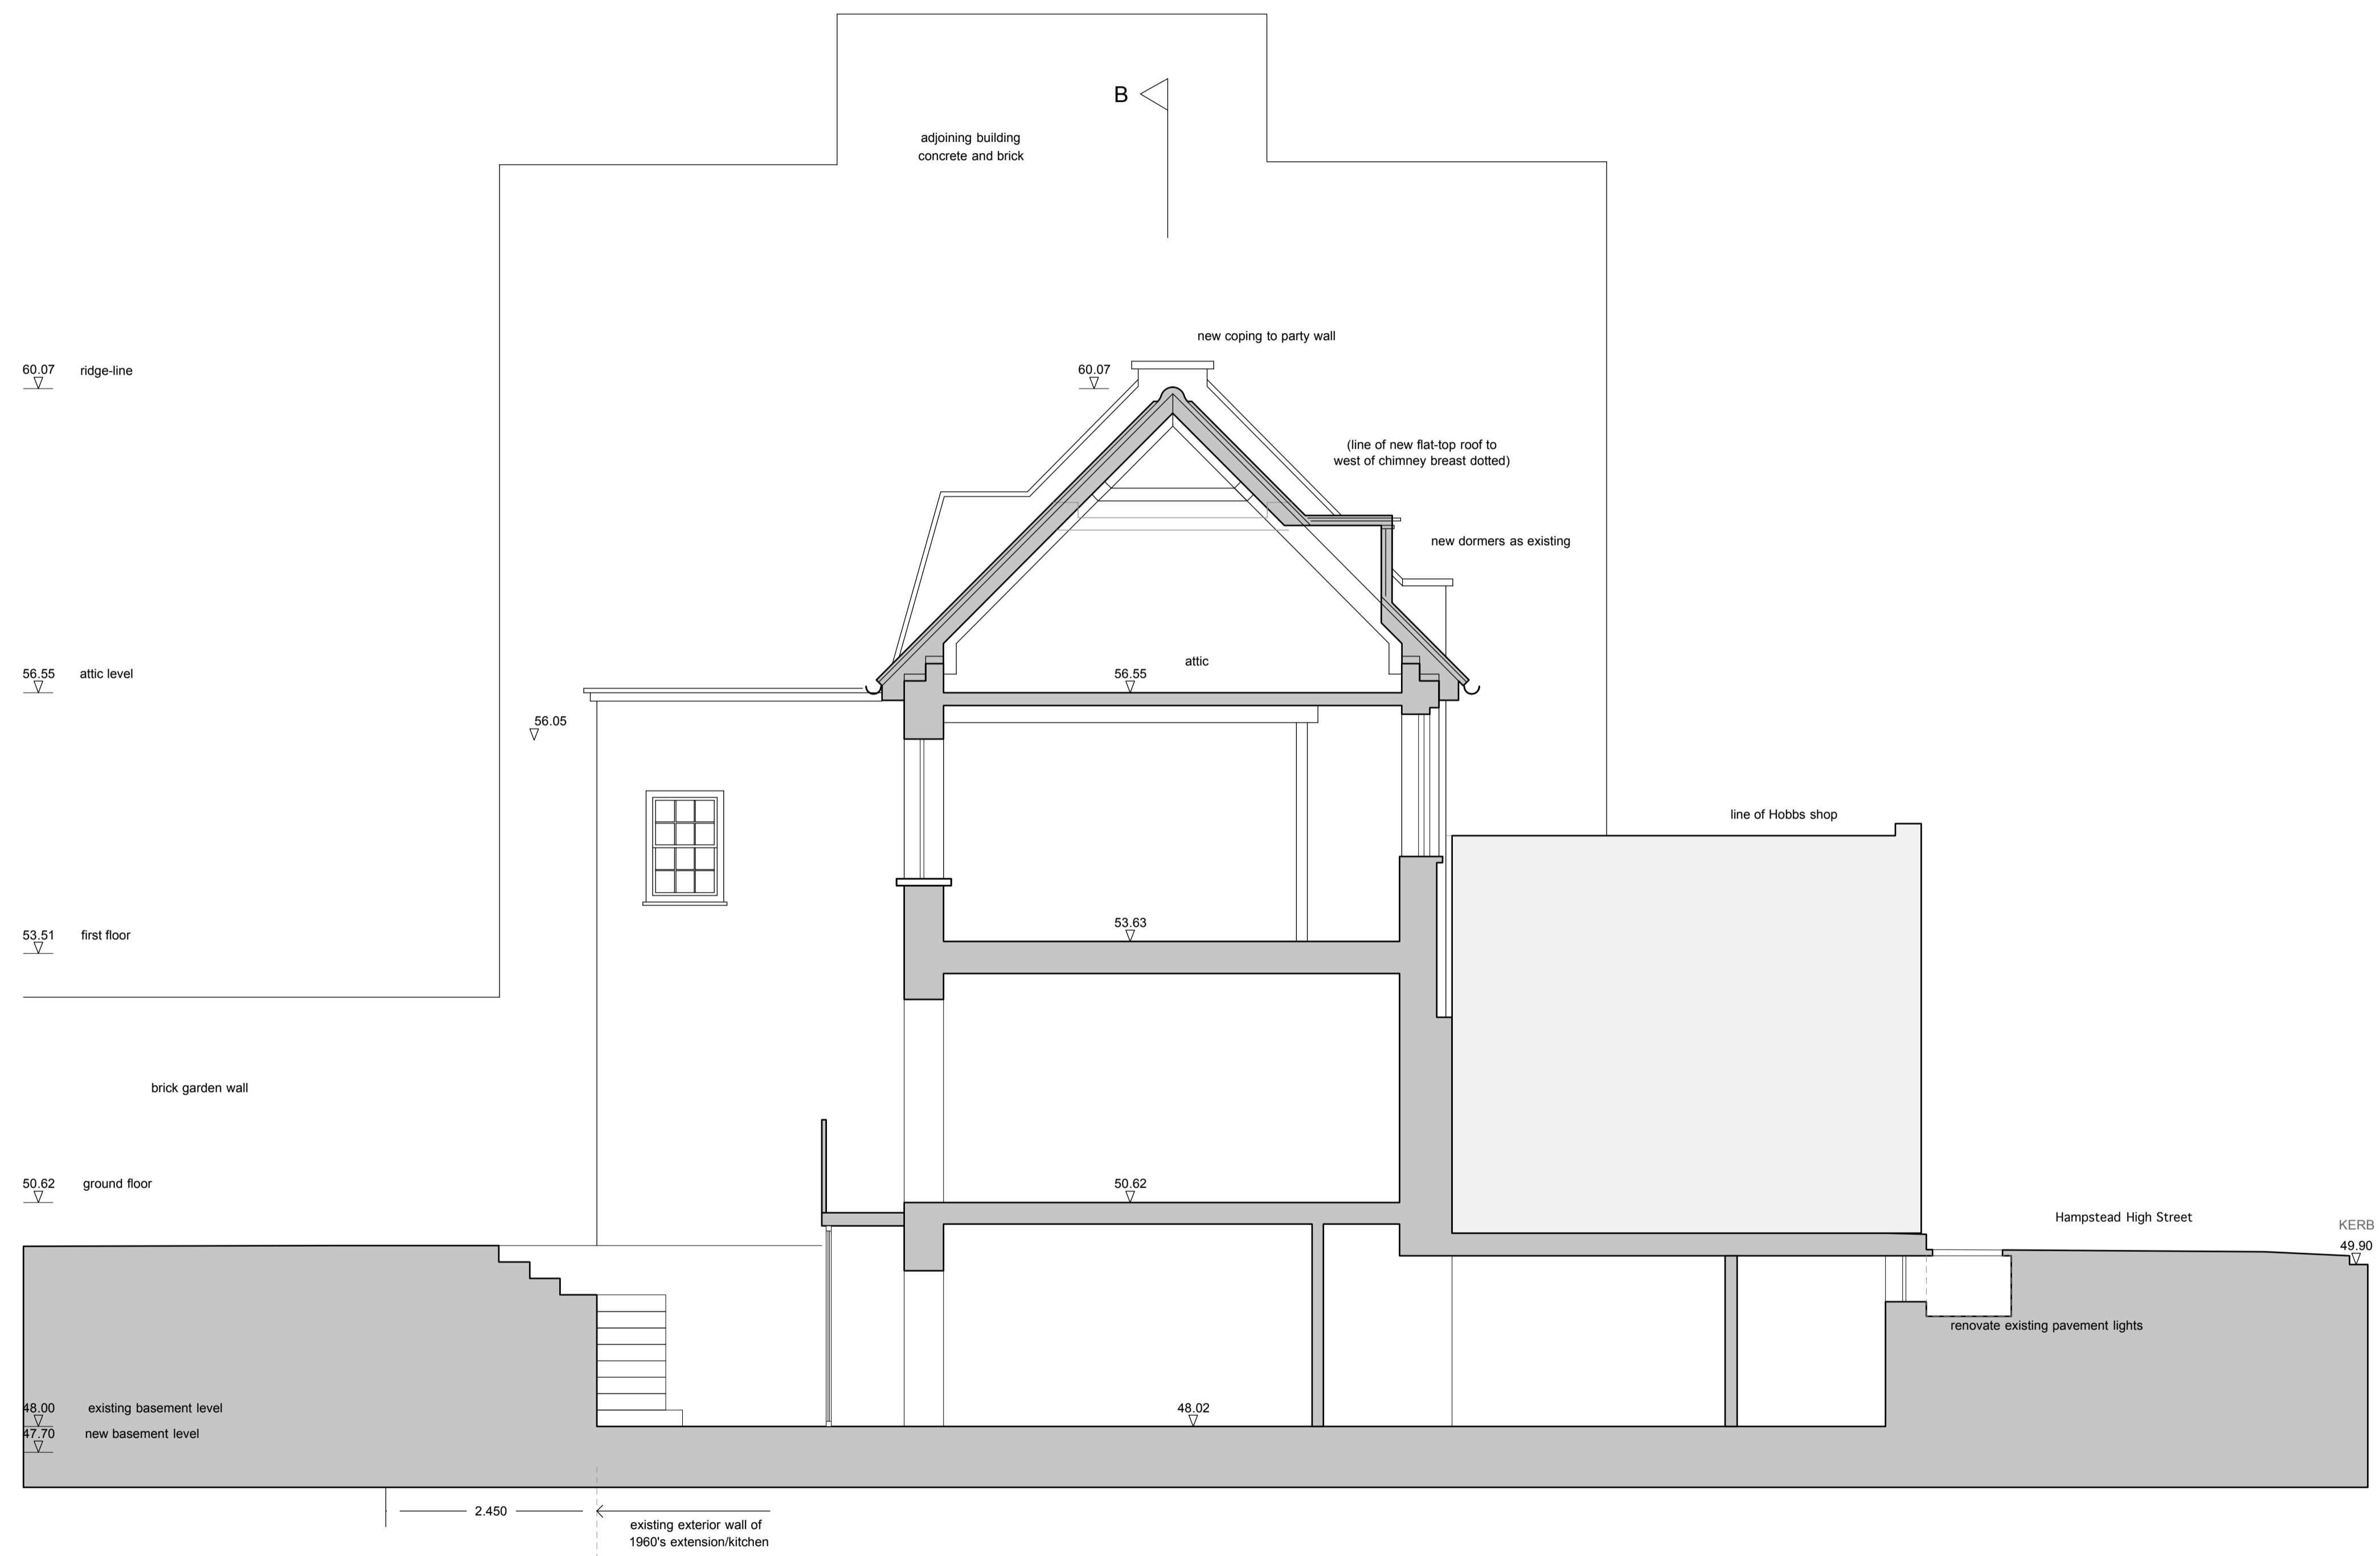 B
adjoining building
concrete and brick
new coping to party wall
60.07 ridge-line
60.07
(line of new flat-top roof to
west of chimney breast dotted)
new dormers as existing
attic
56.55 attic level
56.55
56.05
line of Hobbs shop
53.63
53.51 first floor
brick garden wall
50.62 ground floor
50.62
Hampstead High Street
KERB
49.90
renovate existing pavement lights
48.00 existing basement level
48.02
47.70 new basement level
2.450
existing exterior wall of
1960's extension/kitchen